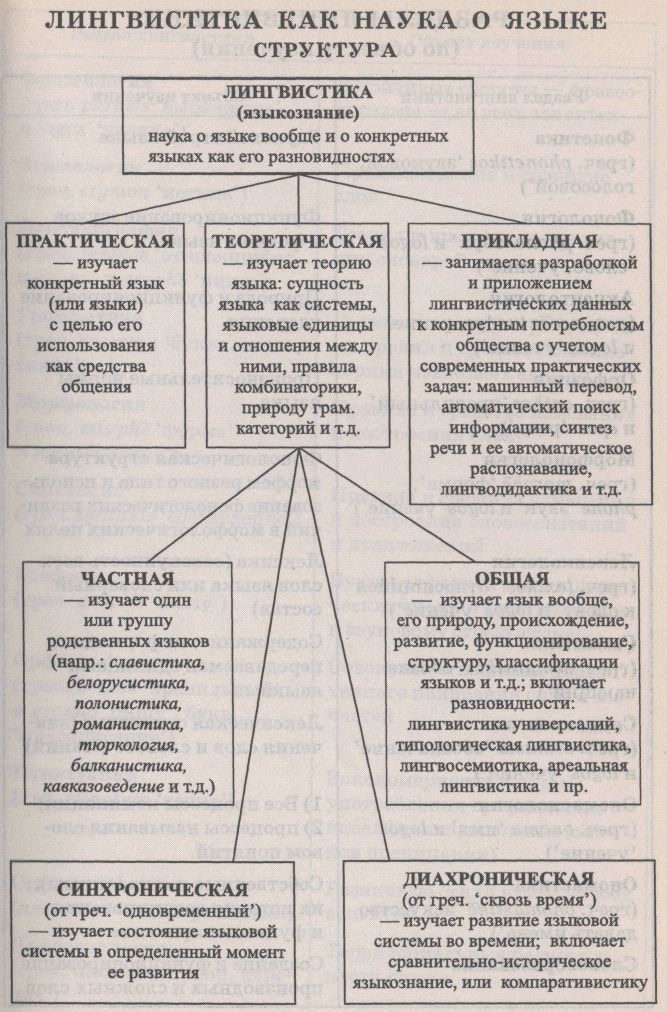 ЛИНГВИСТИКА КАК НАУКА О ЯЗЫКЕ
СТРУКТУРА
ЛИНГВИСТИКА
(языкознание)
наука о языке вообще и о конкретных
языках как его разновидностях
ПРАКТИЧЕСКАЯ
— изучает
конкретный язык
или языки
с целью его
использования
как средства
общения
ТЕОРЕТИЧЕСКАЯ
— изучает теорию
языка: сущность
языка как системы,
языковые единицы
и отношения между
ними, правила
комбинаторики,
природу грам.
категорий и т.д.
ПРИКЛАДНАЯ
— занимается разработкой
и приложением
лингвистических данных
к конкретным потребностям
общества с учетом
современных практических
задач: машинный перевод,
автоматический поиск
информации, синтез
речи и ее автоматическое
распознавание,
лингводидактика и т.д.
ЧАСТНАЯ
— изучает один
или группу
родственных языков
(напр.: славистика,
белорусистика,
полонистика,
романистика,
тюркология,
балканистика,
кавказоведение и т.д.)
ОБЩАЯ
— изучает язык вообще,
его природу, происхождение,
развитие, функционирование,
структуру, классификации
языков и т.д., включает
разновидности:
лингвистика универсалий,
типологическая лингвистика,
лингвосемиотика, ареальная
лингвистика и пр.
СИНХРОНИЧЕСКАЯ
(от греч. ‘одновременный’)
— изучает состояние языковой
системы в определенный момент
ее развития
ДИАХРОНИЧЕСКАЯ
(от греч. ‘сквозь время’)
— изучает развитие языковой
системы во времени; включает
сравнительно-историческое
языкознание, или компаративистику